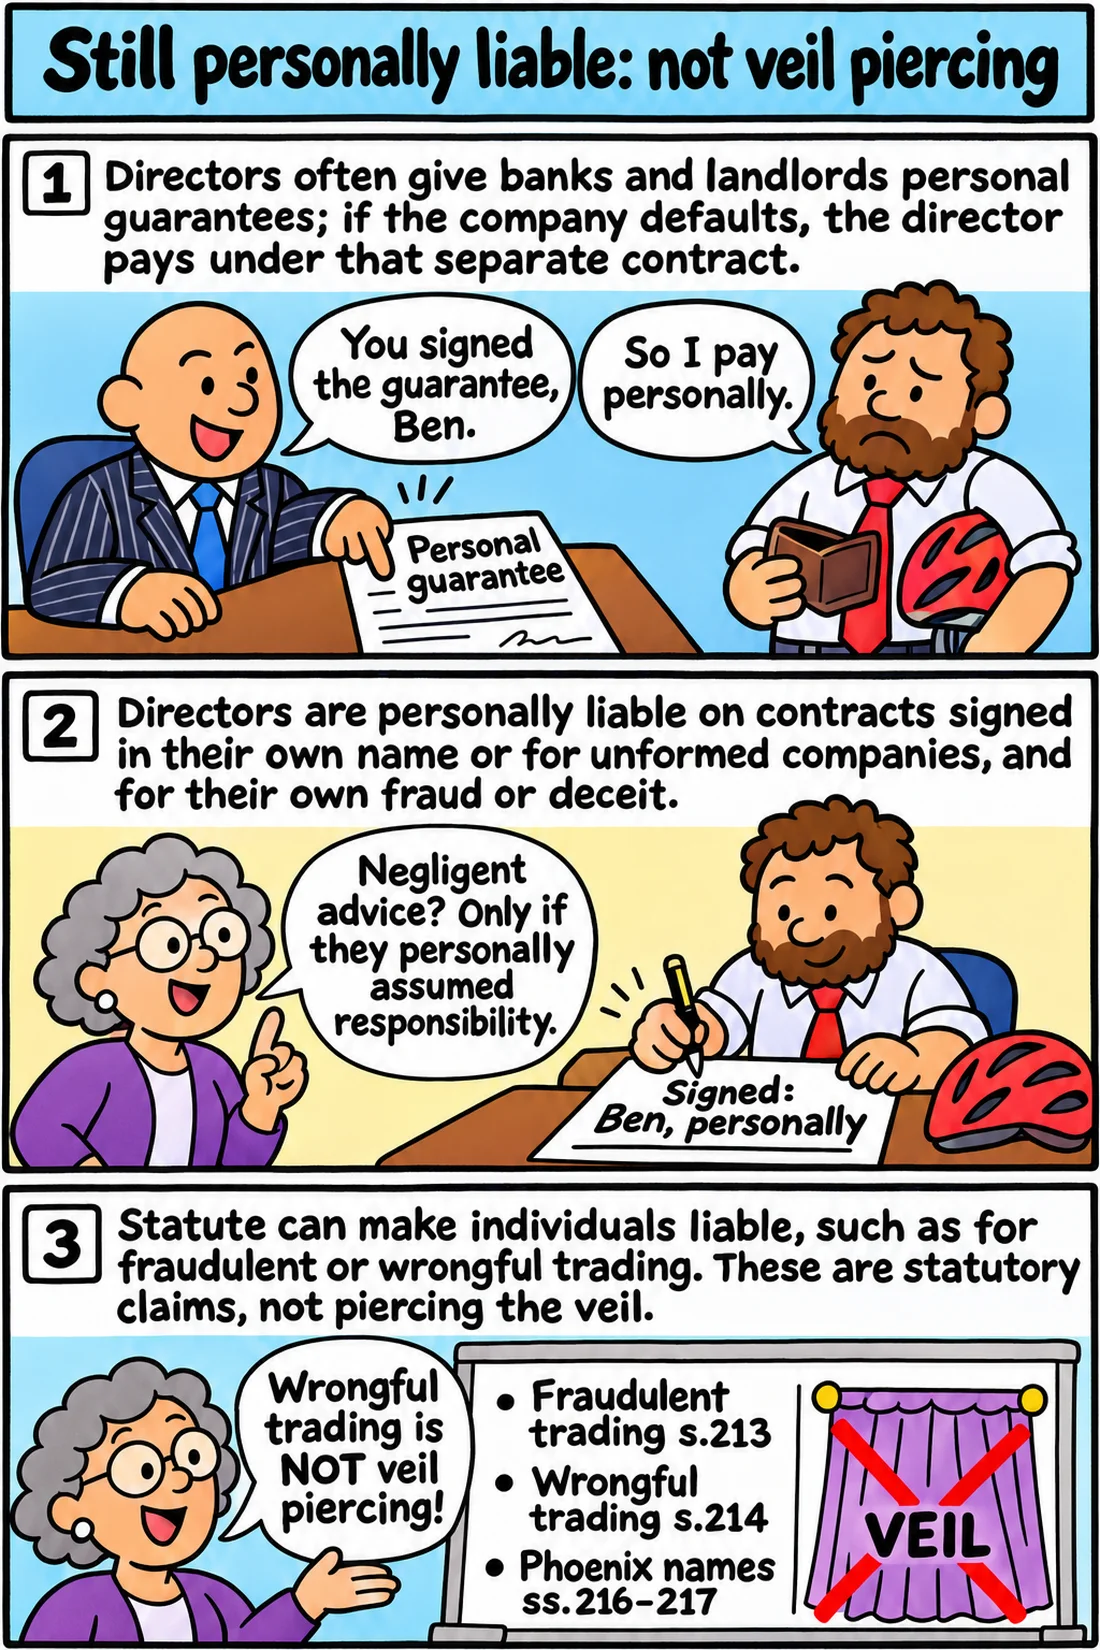 Still personally liable: not veil piercing
1
Directors often give banks and landlords personal
guarantees; if the company defaults, the director
pays under that separate contract.
You signed
the guarantee,
Ben.
So I pay
personally.
Personal
guarantee
2
Directors are personally liable on contracts signed
in their own name or for unformed companies, and
for their own fraud or deceit.
Negligent
advice? Only if
they personally
assumed
responsibility.
Signed:
Ben, personally
3
Statute can make individuals liable, such as for
fraudulent or wrongful trading. These are statutory
claims, not piercing the veil.
Wrongful
trading is
NOT veil
piercing!
• Fraudulent
trading s.213
• Wrongful
trading s.214
• Phoenix names
ss.216–217
VEIL